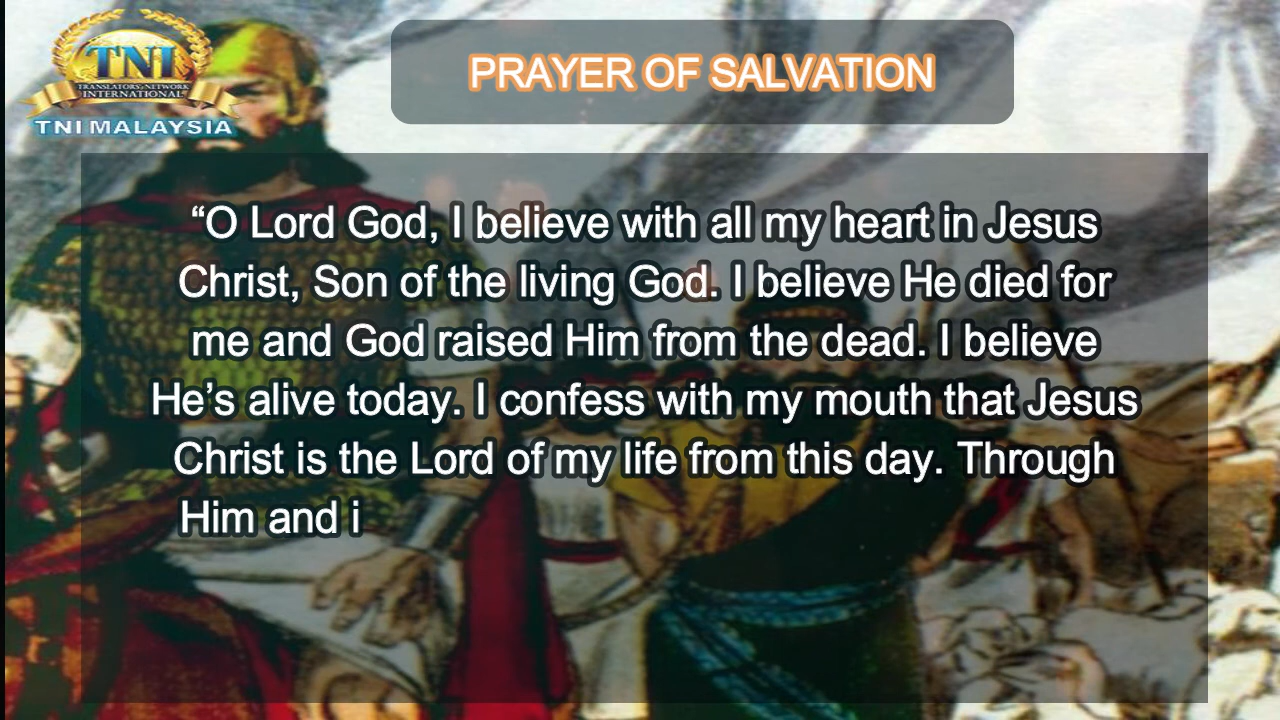 TNI
TRANSLATORS NETWORK
INTERNATIONAL
TNI MALAYSIA
PRAYER OF SALVATION
“O Lord God, I believe with all my heart in Jesus
Christ, Son of the living God. I believe He died for
me and God raised Him from the dead. I believe
He’s alive today. I confess with my mouth that Jesus
Christ is the Lord of my life from this day. Through
Him and i